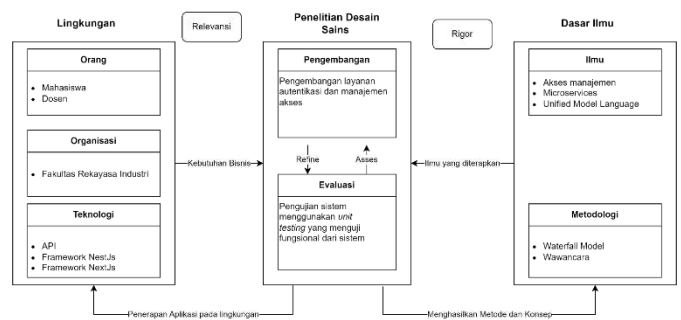 Lingkungan
Relevansi
Penelitian Desain
Sains
Rigor
Dasar Ilmu
Orang
Mahasiswa
Dosen
Organisasi
Fakultas Rekayasa Industri
Teknologi
API
Framework NestJs
Framework NextJs
Kebutuhan Bisnis
Pengembangan
Pengembangan layanan
autentikasi dan manajemen
akses
Refine
Asses
Evaluasi
Pengujian sistem
menggunakan unit
testing yang menguji
fungsional dari sistem
Ilmu yang diterapkan
Ilmu
Akses manajemen
Microservices
Unified Model Language
Metodologi
Waterfall Model
Wawancara
Penerapan Aplikasi pada lingkungan
Menghasilkan Metode dan Konsep